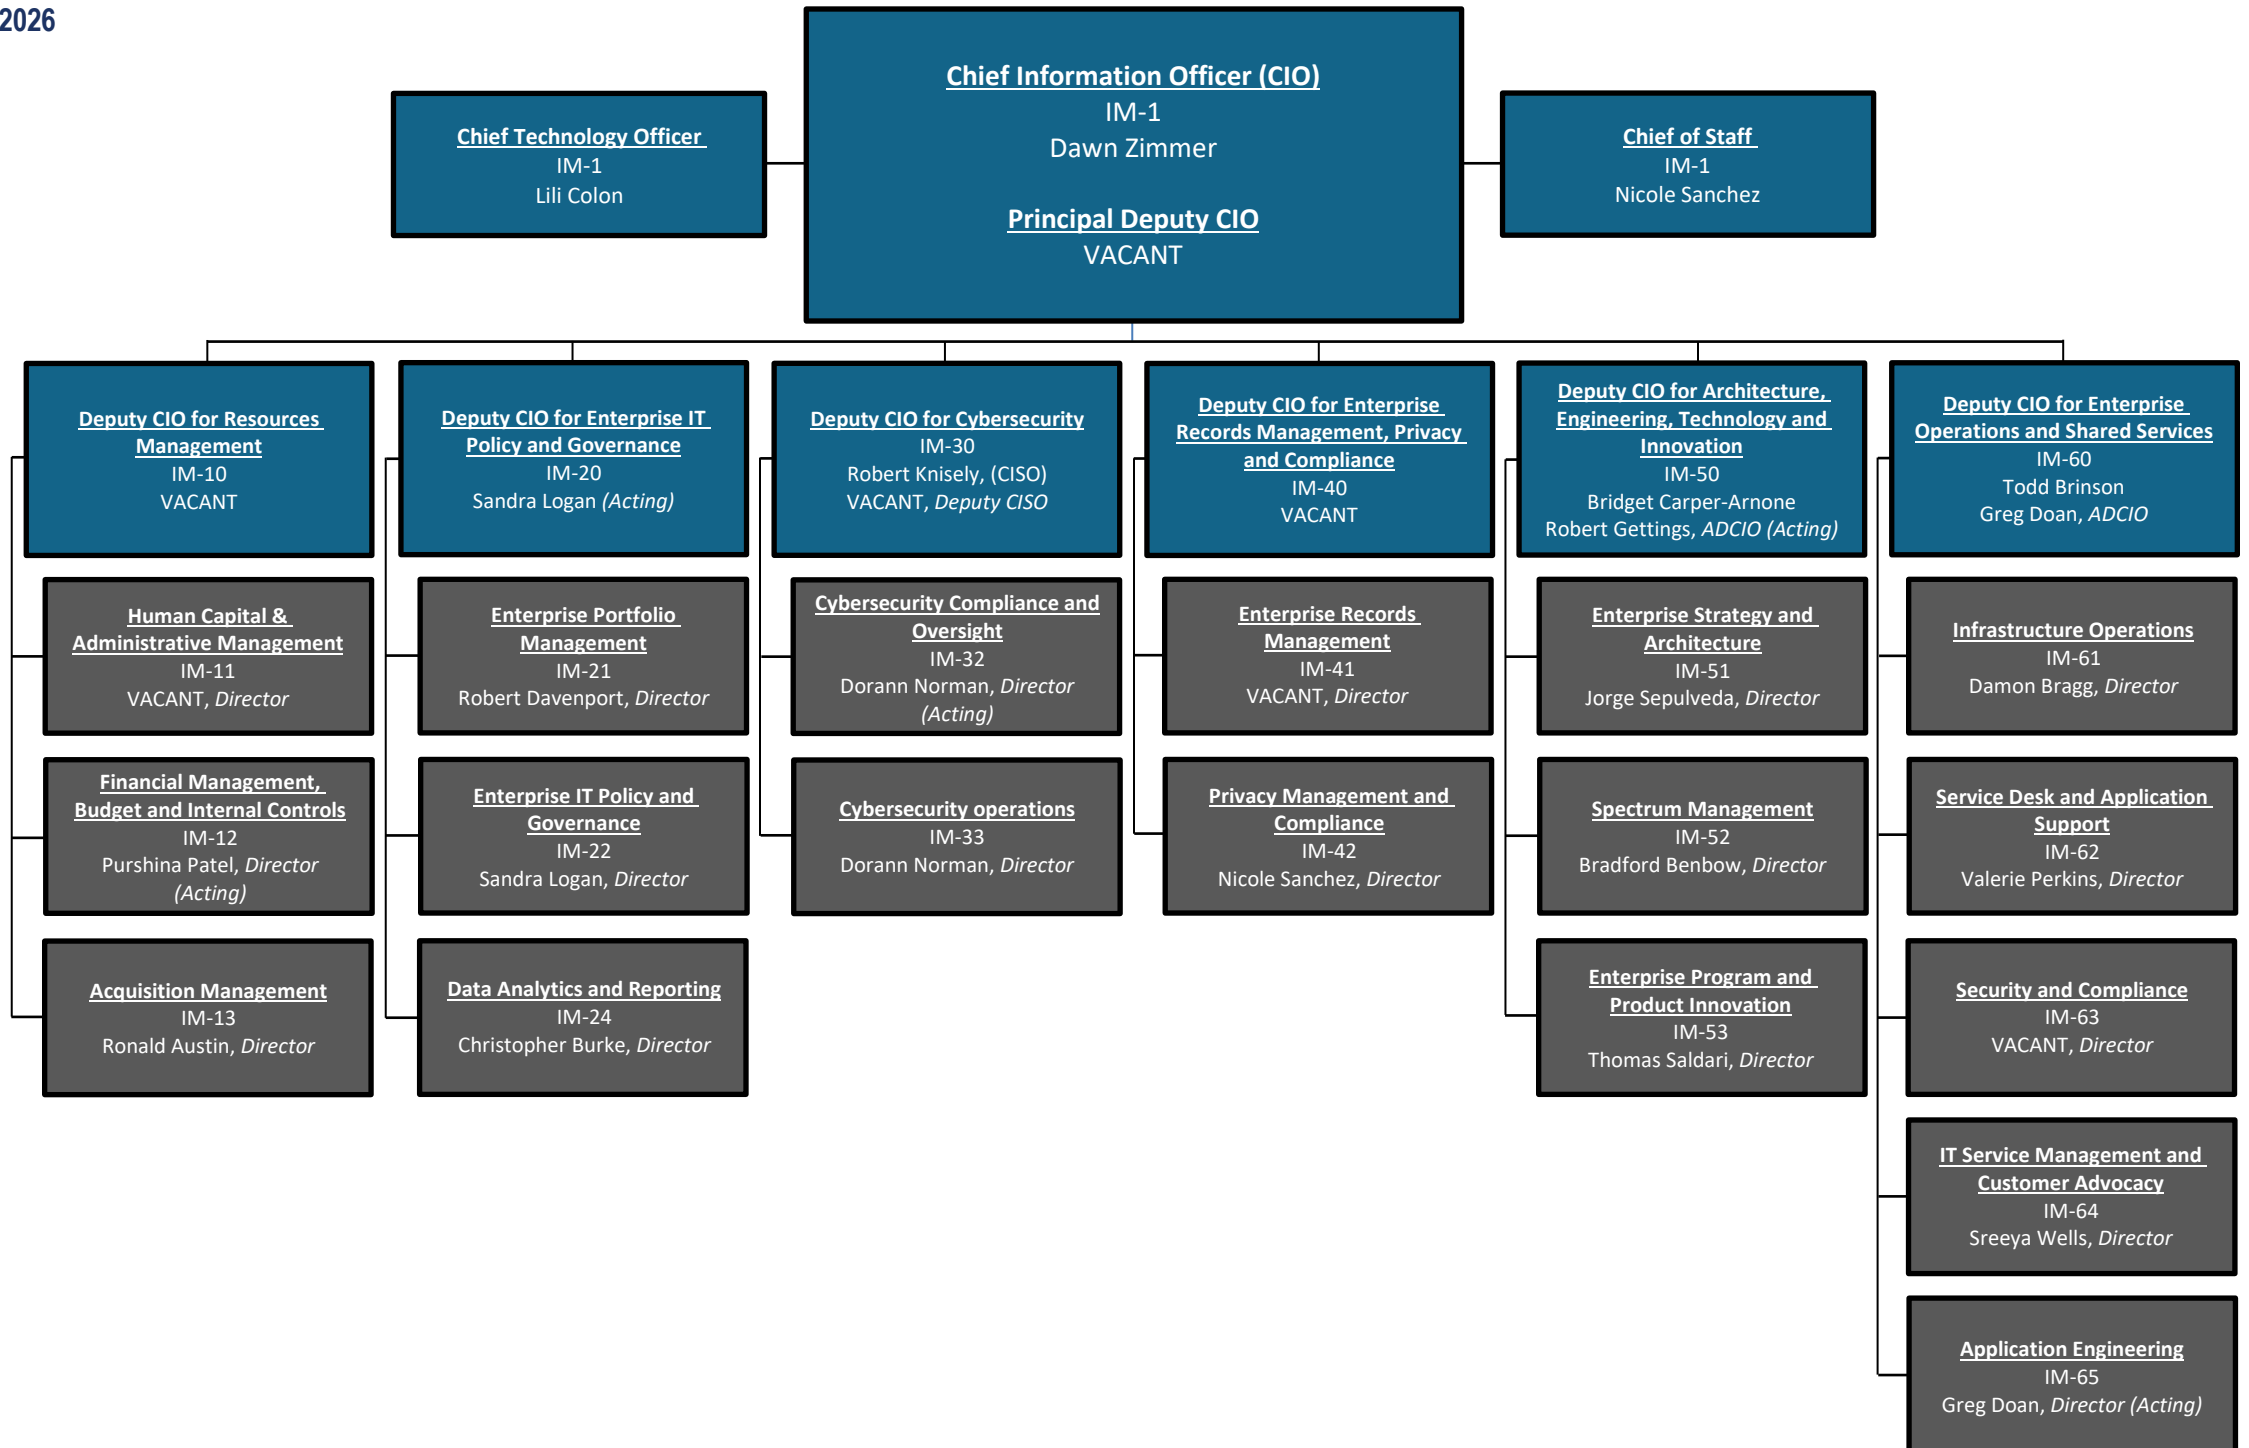 2026
Chief Information Officer (CIO)
IM-1
Dawn Zimmer
Principal Deputy CIO
VACANT
Chief Technology Officer
IM-1
Lili Colon
Chief of Staff
IM-1
Nicole Sanchez
Deputy CIO for Resources
Management
IM-10
VACANT
Human Capital &
Administrative Management
IM-11
VACANT, Director
Financial Management,
Budget and Internal Controls
IM-12
Purshina Patel, Director
(Acting)
Acquisition Management
IM-13
Ronald Austin, Director
Deputy CIO for Enterprise IT
Policy and Governance
IM-20
Sandra Logan (Acting)
Enterprise Portfolio
Management
IM-21
Robert Davenport, Director
Enterprise IT Policy and
Governance
IM-22
Sandra Logan, Director
Data Analytics and Reporting
IM-24
Christopher Burke, Director
Deputy CIO for Cybersecurity
IM-30
Robert Knisely, (CISO)
VACANT, Deputy CISO
Cybersecurity Compliance and
Oversight
IM-32
Dorann Norman, Director
(Acting)
Cybersecurity operations
IM-33
Dorann Norman, Director
Deputy CIO for Enterprise
Records Management, Privacy
and Compliance
IM-40
VACANT
Enterprise Records
Management
IM-41
VACANT, Director
Privacy Management and
Compliance
IM-42
Nicole Sanchez, Director
Deputy CIO for Architecture,
Engineering, Technology and
Innovation
IM-50
Bridget Carper-Arnone
Robert Gettings, ADCIO (Acting)
Enterprise Strategy and
Architecture
IM-51
Jorge Sepulveda, Director
Spectrum Management
IM-52
Bradford Benbow, Director
Enterprise Program and
Product Innovation
IM-53
Thomas Saldari, Director
Deputy CIO for Enterprise
Operations and Shared Services
IM-60
Todd Brinson
Greg Doan, ADCIO
Infrastructure Operations
IM-61
Damon Bragg, Director
Service Desk and Application
Support
IM-62
Valerie Perkins, Director
Security and Compliance
IM-63
VACANT, Director
IT Service Management and
Customer Advocacy
IM-64
Sreeya Wells, Director
Application Engineering
IM-65
Greg Doan, Director (Acting)